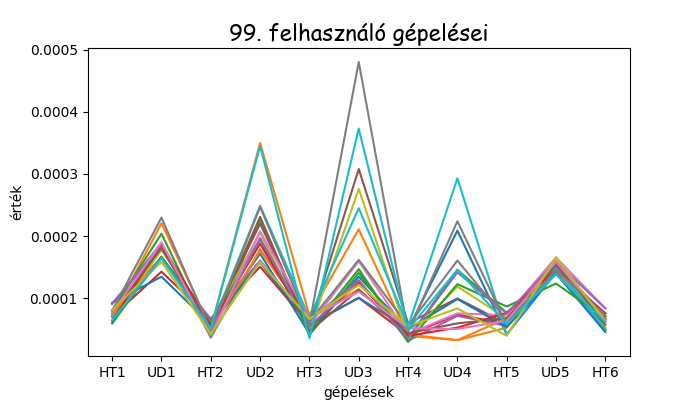 99. felhasználó gépelései
0.0005
0.0004
0.0003
0.0002
0.0001
érték
HT1 UD1 HT2 UD2 HT3 UD3 HT4 UD4 HT5 UD5 HT6
gépelések